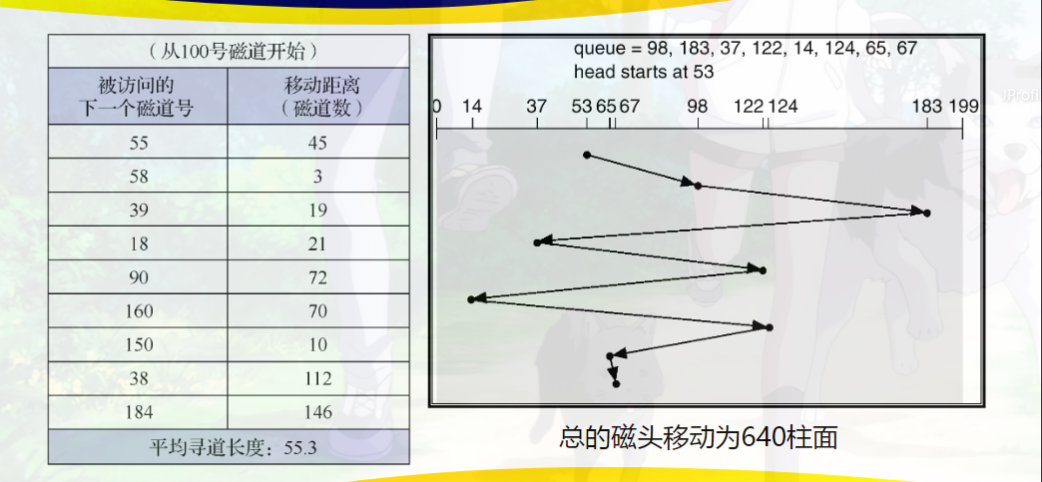 （从100号磁道开始）
被访问的 移动距离
下一个磁道号 （磁道数）
55 45
58 3
39 19
18 21
90 72
160 70
150 10
38 112
184 146
平均寻道长度：55.3
queue = 98, 183, 37, 122, 14, 124, 65, 67
head starts at 53
0 14 37 53 65 67 98 122 124 183 199
总的磁头移动为640柱面